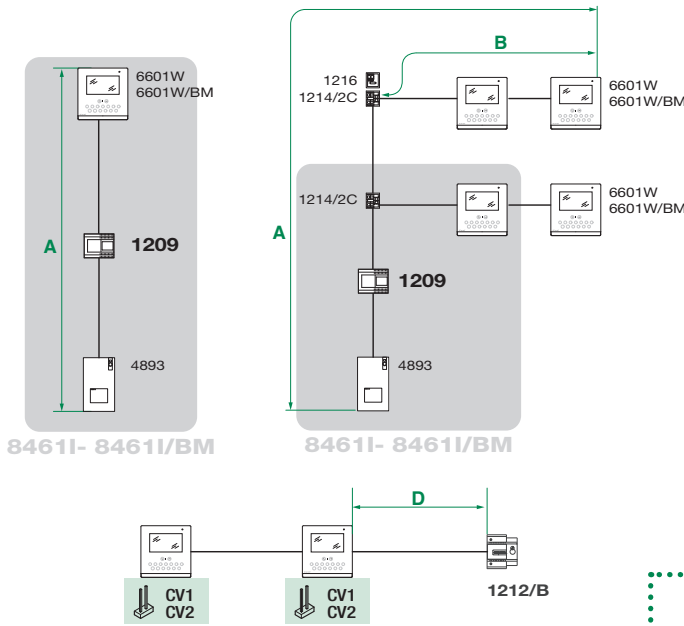 6601W
6601W/BM
A
1209
4893
8461I- 8461I/BM
B
1216
1214/2C
6601W
6601W/BM
1214/2C
6601W
6601W/BM
A
1209
4893
8461I- 8461I/BM
D
CV1
CV2
CV1
CV2
1212/B